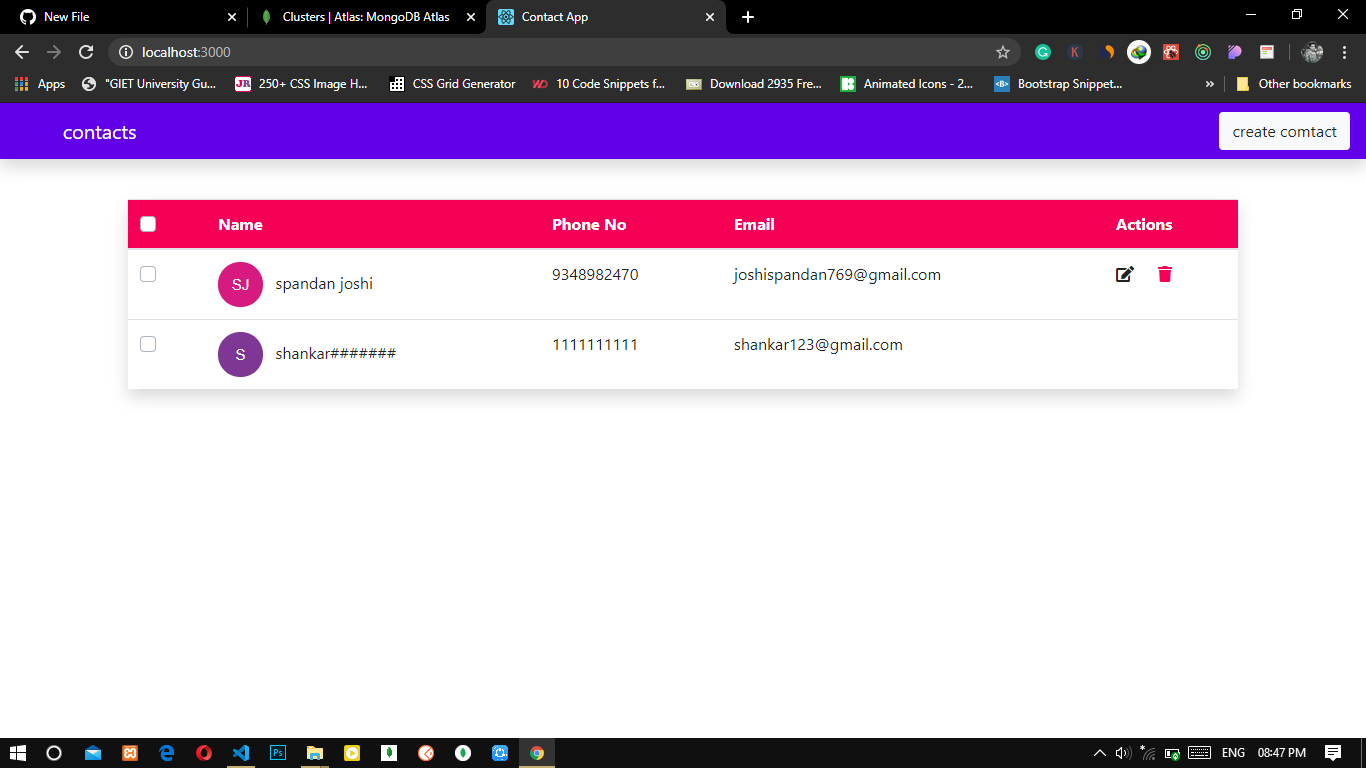 New File
Clusters | Atlas: MongoDB Atlas
Contact App
localhost:3000
K
Apps
"GIET University Gu...
JR
250+ CSS Image H...
CSS Grid Generator
WD
10 Code Snippets f...
Download 2935 Fre...
Animated Icons - 2...
<B>
Bootstrap Snippet...
»
Other bookmarks
contacts
create comtact
Name
Phone No
Email
Actions
SJ
spandan joshi
9348982470
joshispandan769@gmail.com
S
shankar#######
1111111111
shankar123@gmail.com
Ps
ENG
08:47 PM